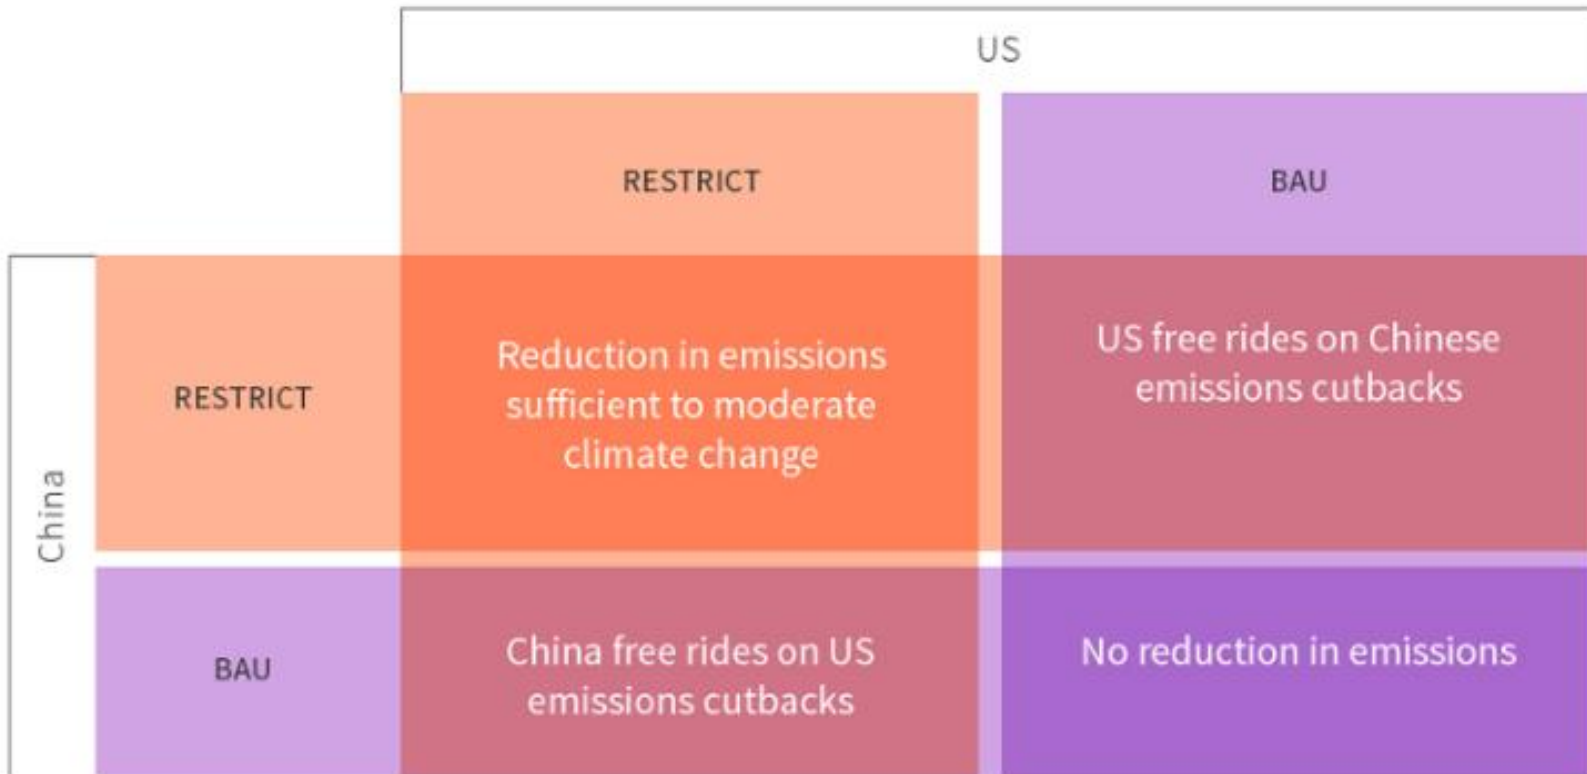 US
RESTRICT
BAU
China
RESTRICT
Reduction in emissions
sufficient to moderate
climate change
US free rides on Chinese
emissions cutbacks
BAU
China free rides on US
emissions cutbacks
No reduction in emissions